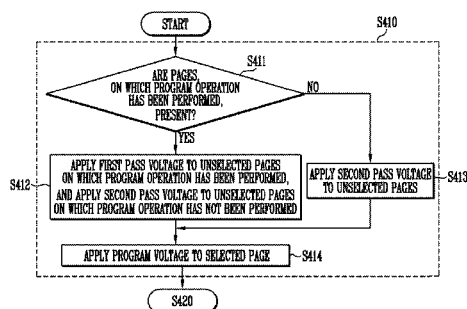 START
S410
S411
ARE PAGES,
ON WHICH PROGRAM OPERATION
HAS BEEN PERFORMED,
PRESENT?
NO
YES
S412
APPLY FIRST PASS VOLTAGE TO UNSELECTED PAGES
ON WHICH PROGRAM OPERATION HAS BEEN PERFORMED,
AND APPLY SECOND PASS VOLTAGE TO UNSELECTED PAGES
ON WHICH PROGRAM OPERATION HAS NOT BEEN PERFORMED
APPLY SECOND PASS VOLTAGE
TO UNSELECTED PAGES
S413
APPLY PROGRAM VOLTAGE TO SELECTED PAGE
S414
S420